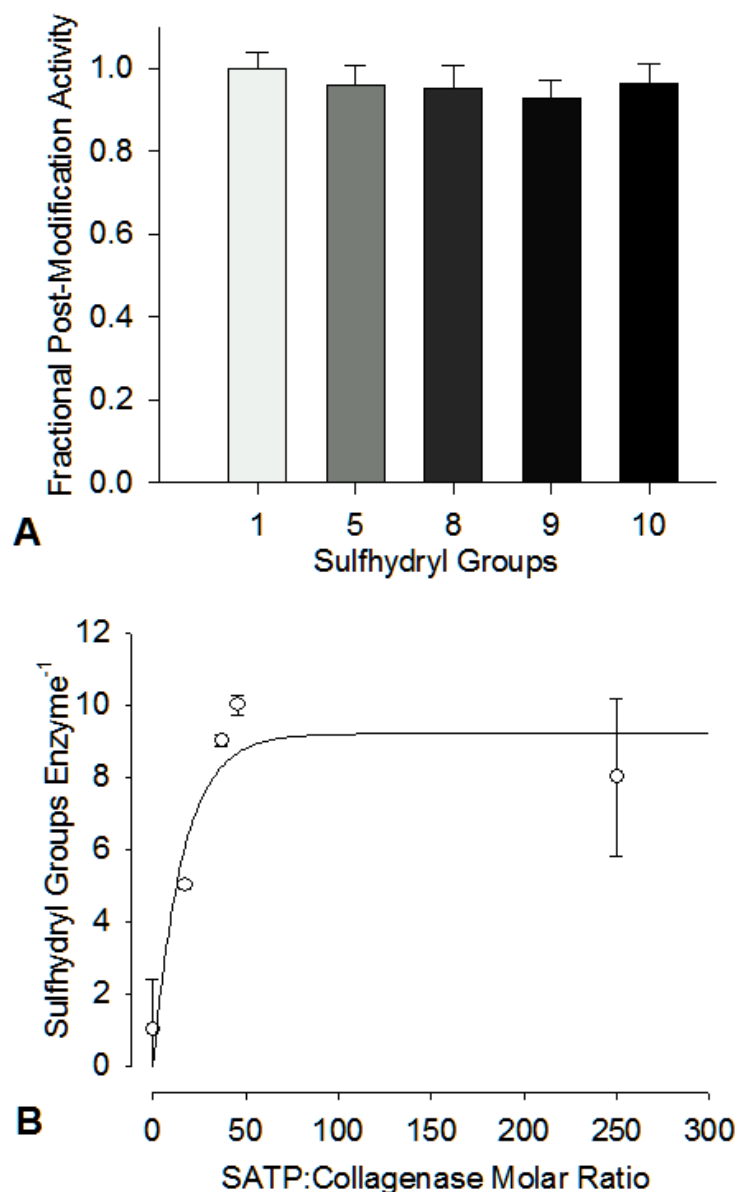 Fractional Post-Modification Activity
1.0
0.8
0.6
0.4
0.2
0.0
1 5 8 9 10
Sulfhydryl Groups
A
Sulfhydryl Groups Enzyme⁻¹
12
10
8
6
4
2
0
0 50 100 150 200 250 300
SATP:Collagenase Molar Ratio
B